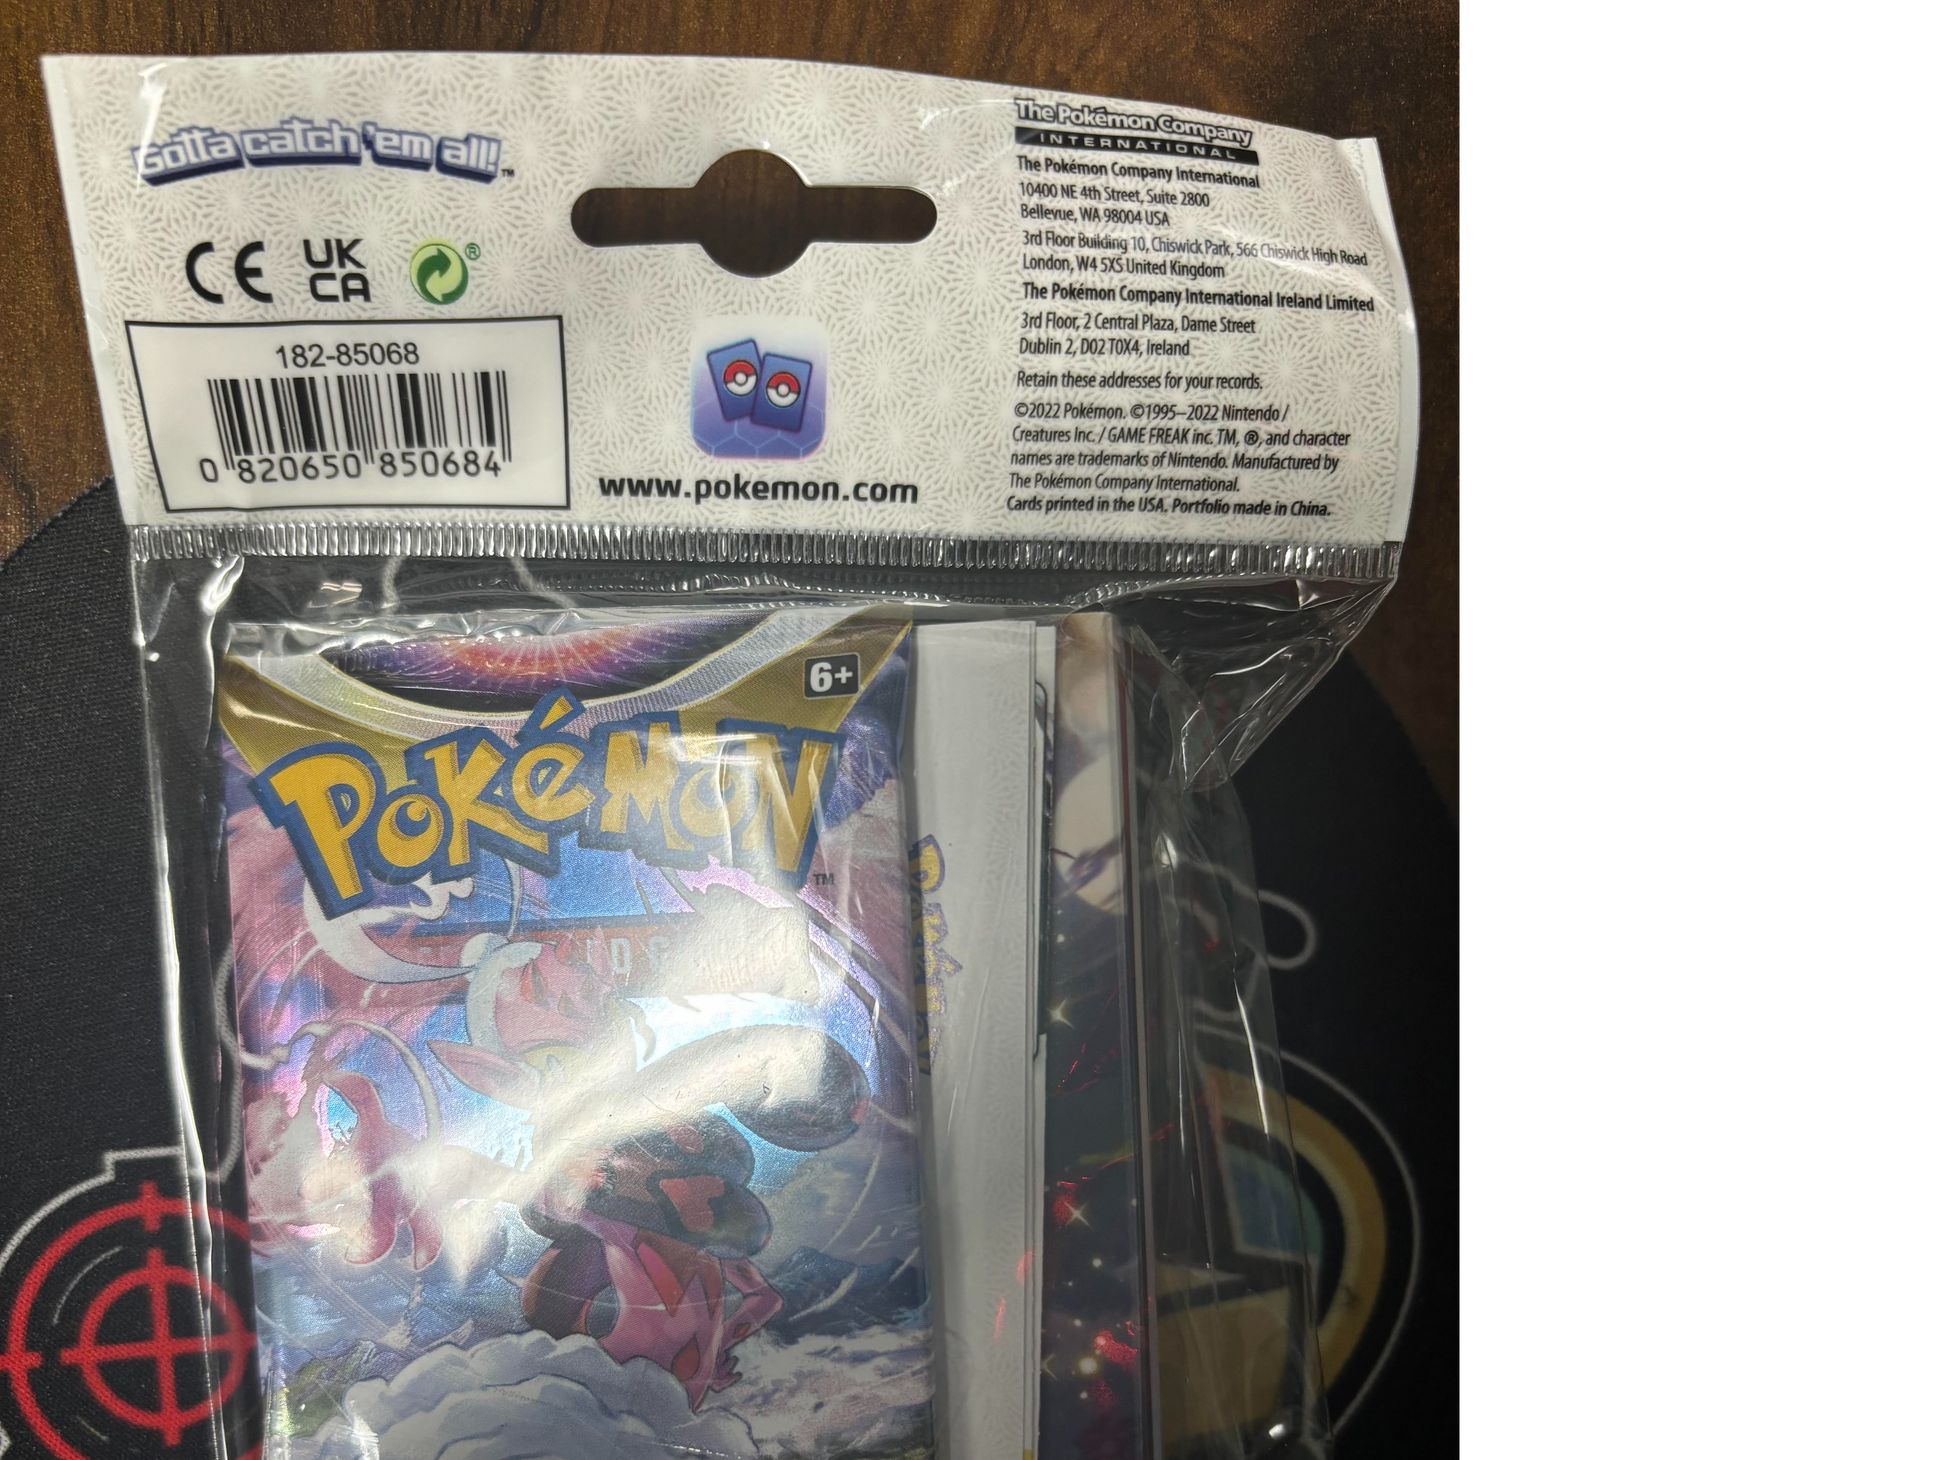 Gotta catch 'em all!™
CE
UK
CA
®
182-85068
0 820650 850684
www.pokemon.com
The Pokémon Company
INTERNATIONAL
The Pokémon Company International
10400 NE 4th Street, Suite 2800
Bellevue, WA 98004 USA
3rd Floor Building 10, Chiswick Park, 566 Chiswick High Road
London, W4 5XS United Kingdom
The Pokémon Company International Ireland Limited
3rd Floor, 2 Central Plaza, Dame Street
Dublin 2, D02 T0X4, Ireland
Retain these addresses for your records.
©2022 Pokémon. ©1995–2022 Nintendo /
Creatures Inc. / GAME FREAK inc. TM, ®, and character
names are trademarks of Nintendo. Manufactured by
The Pokémon Company International.
Cards printed in the USA. Portfolio made in China.
6+
POKéMON
™
Pokémon